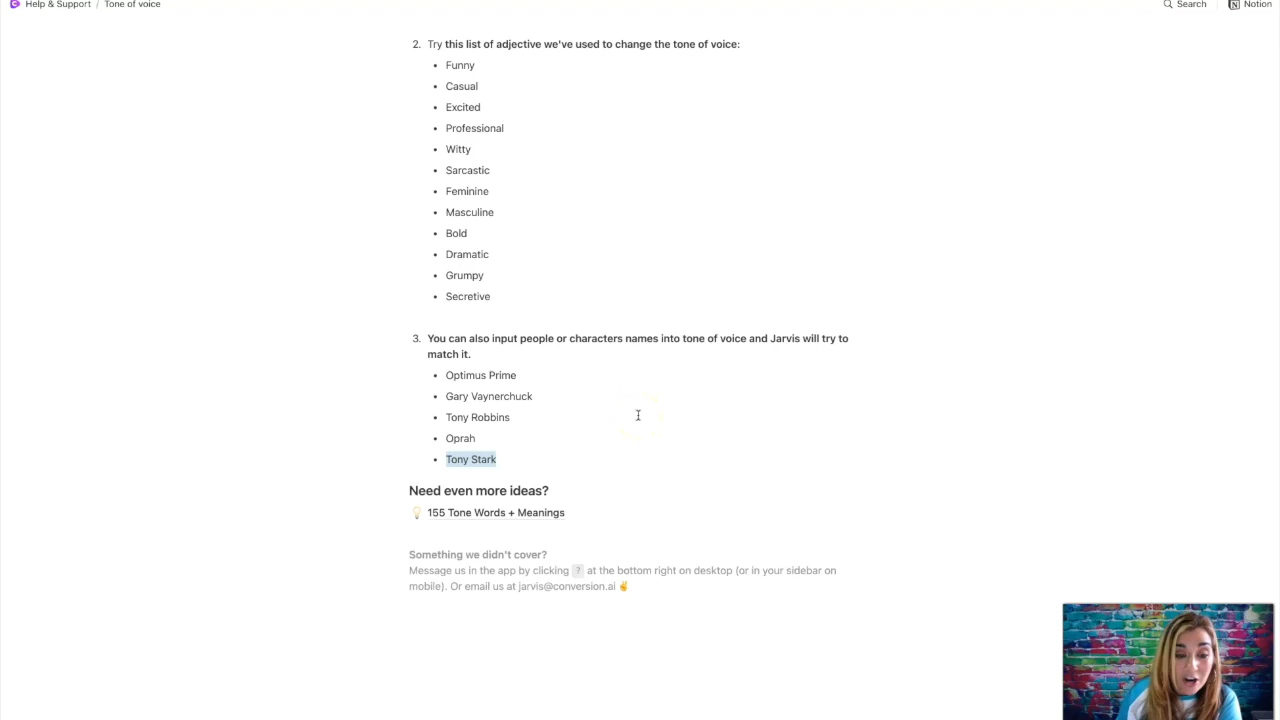 Help & Support / Tone of voice
Search
Notion
2. Try this list of adjective we've used to change the tone of voice:
• Funny
• Casual
• Excited
• Professional
• Witty
• Sarcastic
• Feminine
• Masculine
• Bold
• Dramatic
• Grumpy
• Secretive
3. You can also input people or characters names into tone of voice and Jarvis will try to
match it.
• Optimus Prime
• Gary Vaynerchuck
• Tony Robbins
• Oprah
• Tony Stark
Need even more ideas?
💡 155 Tone Words + Meanings
Something we didn't cover?
Message us in the app by clicking ? at the bottom right on desktop (or in your sidebar on
mobile). Or email us at jarvis@conversion.ai ✌️